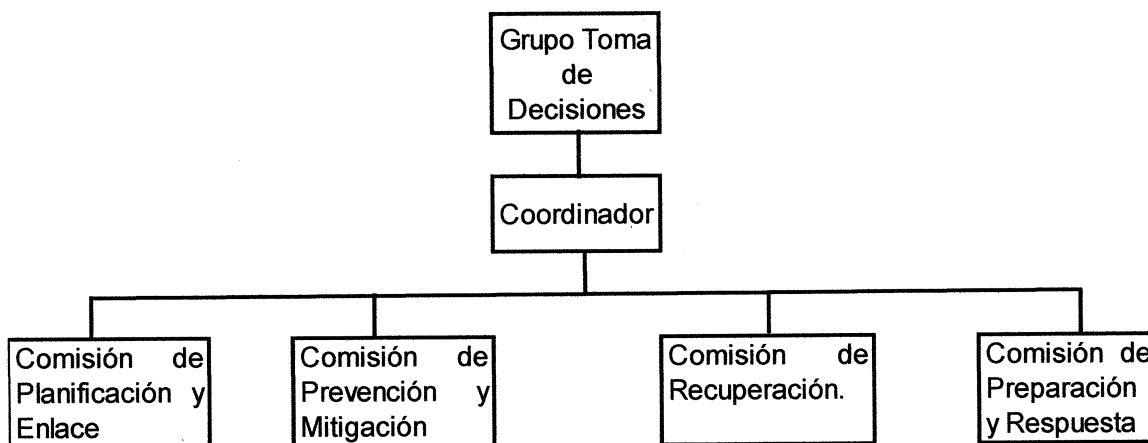 Grupo Toma
de
Decisiones
Coordinador
Comisión de
Planificación y
Enlace
Comisión de
Prevención y
Mitigación
Comisión de
Recuperación.
Comisión de
Preparación
y Respuesta